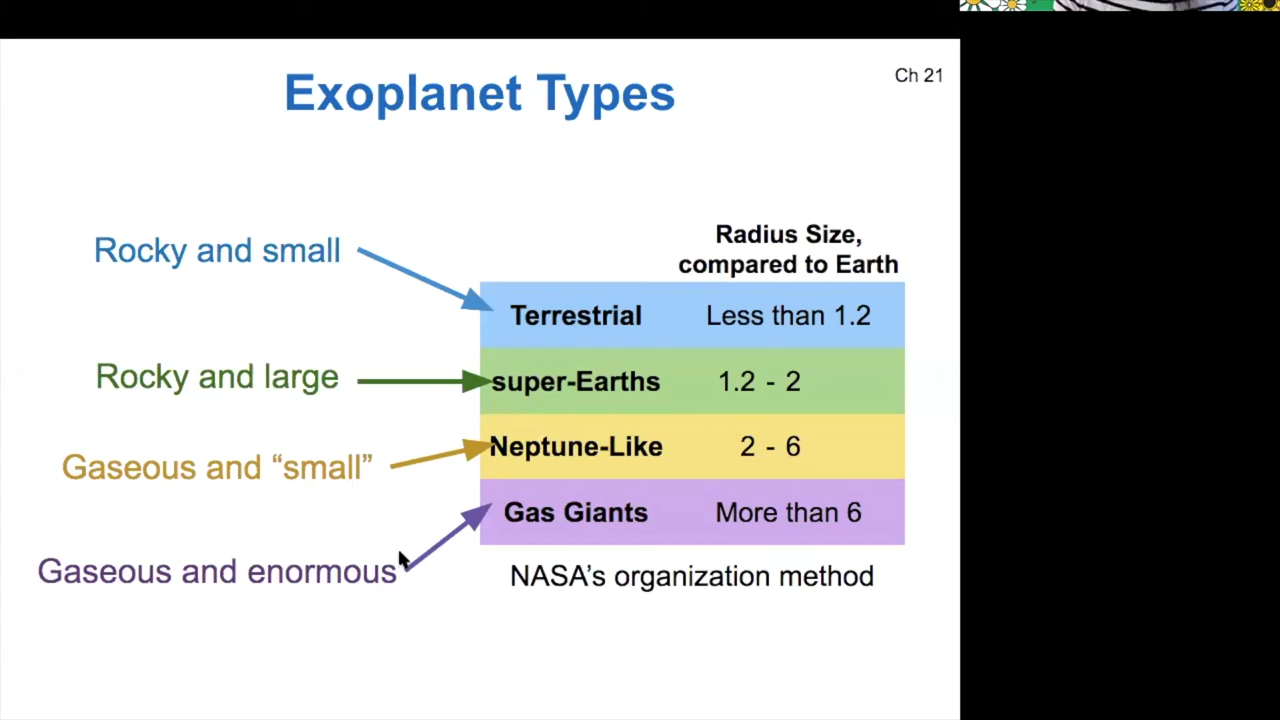 Exoplanet Types
Ch 21
Radius Size,
compared to Earth
Rocky and small
Terrestrial Less than 1.2
Rocky and large
super-Earths 1.2 - 2
Gaseous and “small”
Neptune-Like 2 - 6
Gaseous and enormous
Gas Giants More than 6
NASA’s organization method